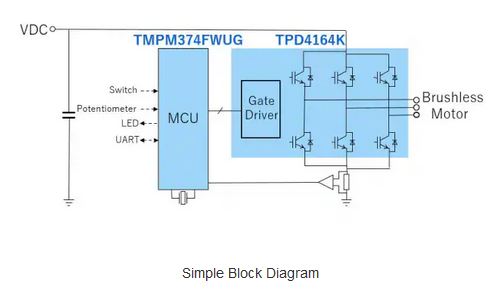 VDC
TMPM374FWUG
TPD4164K
Switch
Potentiometer
LED
UART
MCU
Gate
Driver
Brushless
Motor
Simple Block Diagram